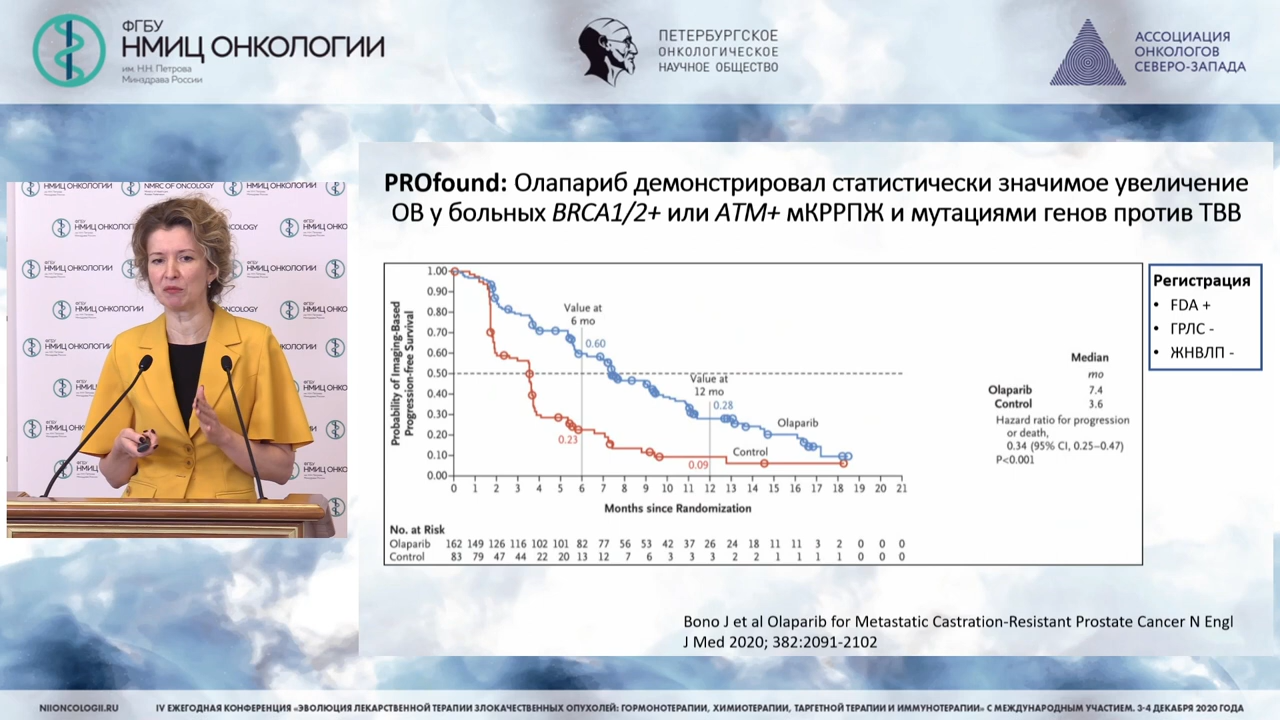 ФГБУ
НМИЦ ОНКОЛОГИИ
им. Н.Н. Петрова
Минздрава России
ПЕТЕРБУРГСКОЕ
ОНКОЛОГИЧЕСКОЕ
НАУЧНОЕ ОБЩЕСТВО
АССОЦИАЦИЯ
ОНКОЛОГОВ
СЕВЕРО-ЗАПАДА
PROfound: Олапариб демонстрировал статистически значимое увеличение
ОВ у больных BRCA1/2+ или ATM+ мКРРПЖ и мутациями генов против ТВВ
Probability of Imaging-Based
Progression-free Survival
1.00
0.90
0.80
0.70
0.60
0.50
0.40
0.30
0.20
0.10
0.00
Value at
6 mo
0.60
0.23
Value at
12 mo
0.28
0.09
Olaparib
Control
0 1 2 3 4 5 6 7 8 9 10 11 12 13 14 15 16 17 18 19 20 21
Months since Randomization
Median
mo
Olaparib 7.4
Control 3.6
Hazard ratio for progression
or death,
0.34 (95% CI, 0.25–0.47)
P<0.001
No. at Risk
Olaparib 162 149 126 116 102 101 82 77 56 53 42 37 26 24 18 11 11 3 2 0 0 0
Control 83 79 47 44 22 20 13 12 7 6 3 3 3 2 2 1 1 1 1 0 0 0
Регистрация
• FDA +
• ГРЛС -
• ЖНВЛП -
Bono J et al Olaparib for Metastatic Castration-Resistant Prostate Cancer N Engl
J Med 2020; 382:2091-2102
NIIONCOLOGII.RU
IV ЕЖЕГОДНАЯ КОНФЕРЕНЦИЯ «ЭВОЛЮЦИЯ ЛЕКАРСТВЕННОЙ ТЕРАПИИ ЗЛОКАЧЕСТВЕННЫХ ОПУХОЛЕЙ: ГОРМОНОТЕРАПИИ, ХИМИОТЕРАПИИ, ТАРГЕТНОЙ ТЕРАПИИ И ИММУНОТЕРАПИИ» С МЕЖДУНАРОДНЫМ УЧАСТИЕМ. 3-4 ДЕКАБРЯ 2020 ГОДА